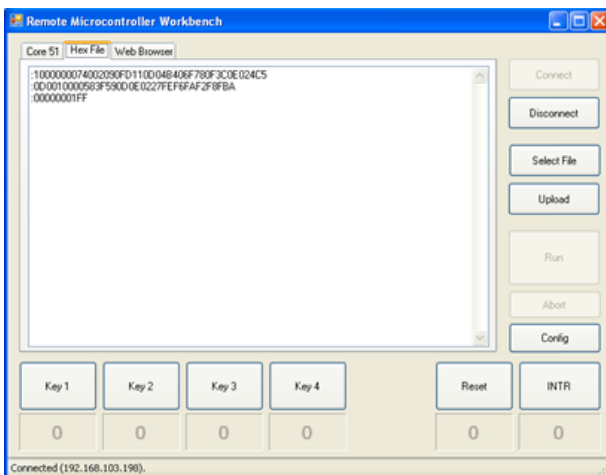 Remote Microcontroller Workbench
Core 51 Hex File Web Browser
:1000000074002090FD110D04B406F780F3C0E024C5
:0D0010000583F590D0E0227FEF6FAF2F8FBA
:00000001FF
Connect
Disconnect
Select File
Upload
Run
Abort
Config
Key 1 Key 2 Key 3 Key 4 Reset INTR
0 0 0 0 0 0
Connected (192.168.103.198).